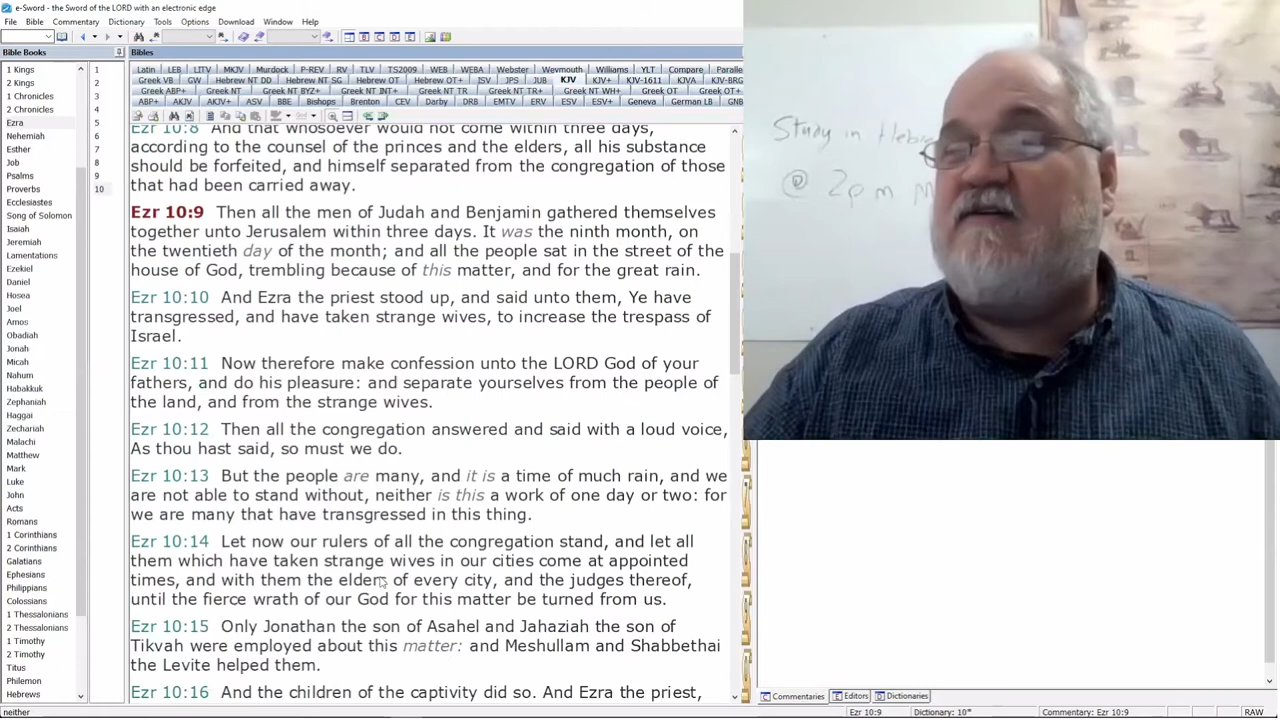 e-Sword - the Sword of the LORD with an electronic edge
File Bible Commentary Dictionary Tools Options Download Window Help
Bible Books
Bibles
1 Kings 1
2 Kings 2
1 Chronicles 3
2 Chronicles 4
Ezra 5
Nehemiah 6
Esther 7
Job 8
Psalms 9
Proverbs 10
Ecclesiastes
Song of Solomon
Isaiah
Jeremiah
Lamentations
Ezekiel
Daniel
Hosea
Joel
Amos
Obadiah
Jonah
Micah
Nahum
Habakkuk
Zephaniah
Haggai
Zechariah
Malachi
Matthew
Mark
Luke
John
Acts
Romans
1 Corinthians
2 Corinthians
Galatians
Ephesians
Philippians
Colossians
1 Thessalonians
2 Thessalonians
1 Timothy
2 Timothy
Titus
Philemon
Hebrews
Latin LEB LITV MKJV Murdock P-REV RV TLV TS2009 WEB WEBA Webster Weymouth Williams YLT Compare Paralle
Greek VB GW Hebrew NT DD Hebrew NT SG Hebrew OT Hebrew OT+ ISV JPS JUB KJV KJV+ KJV-1611 KJVA KJV-BRG
Greek ABP+ Greek NT Greek NT BYZ+ Greek NT INT+ Greek NT TR Greek NT TR+ Greek NT WH+ Greek OT Greek OT+
ABP+ AKJV AKJV+ ASV BBE Bishops Brenton CEV Darby DRB EMTV ERV ESV ESV+ Geneva German LB GNB
Ezr 10:8 And that whosoever would not come within three days,
according to the counsel of the princes and the elders, all his substance
should be forfeited, and himself separated from the congregation of those
that had been carried away.
Ezr 10:9 Then all the men of Judah and Benjamin gathered themselves
together unto Jerusalem within three days. It was the ninth month, on
the twentieth day of the month; and all the people sat in the street of the
house of God, trembling because of this matter, and for the great rain.
Ezr 10:10 And Ezra the priest stood up, and said unto them, Ye have
transgressed, and have taken strange wives, to increase the trespass of
Israel.
Ezr 10:11 Now therefore make confession unto the LORD God of your
fathers, and do his pleasure: and separate yourselves from the people of
the land, and from the strange wives.
Ezr 10:12 Then all the congregation answered and said with a loud voice,
As thou hast said, so must we do.
Ezr 10:13 But the people are many, and it is a time of much rain, and we
are not able to stand without, neither is this a work of one day or two: for
we are many that have transgressed in this thing.
Ezr 10:14 Let now our rulers of all the congregation stand, and let all
them which have taken strange wives in our cities come at appointed
times, and with them the elders of every city, and the judges thereof,
until the fierce wrath of our God for this matter be turned from us.
Ezr 10:15 Only Jonathan the son of Asahel and Jahaziah the son of
Tikvah were employed about this matter: and Meshullam and Shabbethai
the Levite helped them.
Ezr 10:16 And the children of the captivity did so. And Ezra the priest,
Study in Hebre
@ 2pm
Commentaries Editors Dictionaries
neither Ezr 10:9 Dictionary: 10* Commentary: Ezr 10:9 RAW